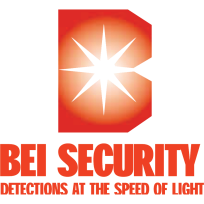 B
BEI SECURITY
DETECTIONS AT THE SPEED OF LIGHT